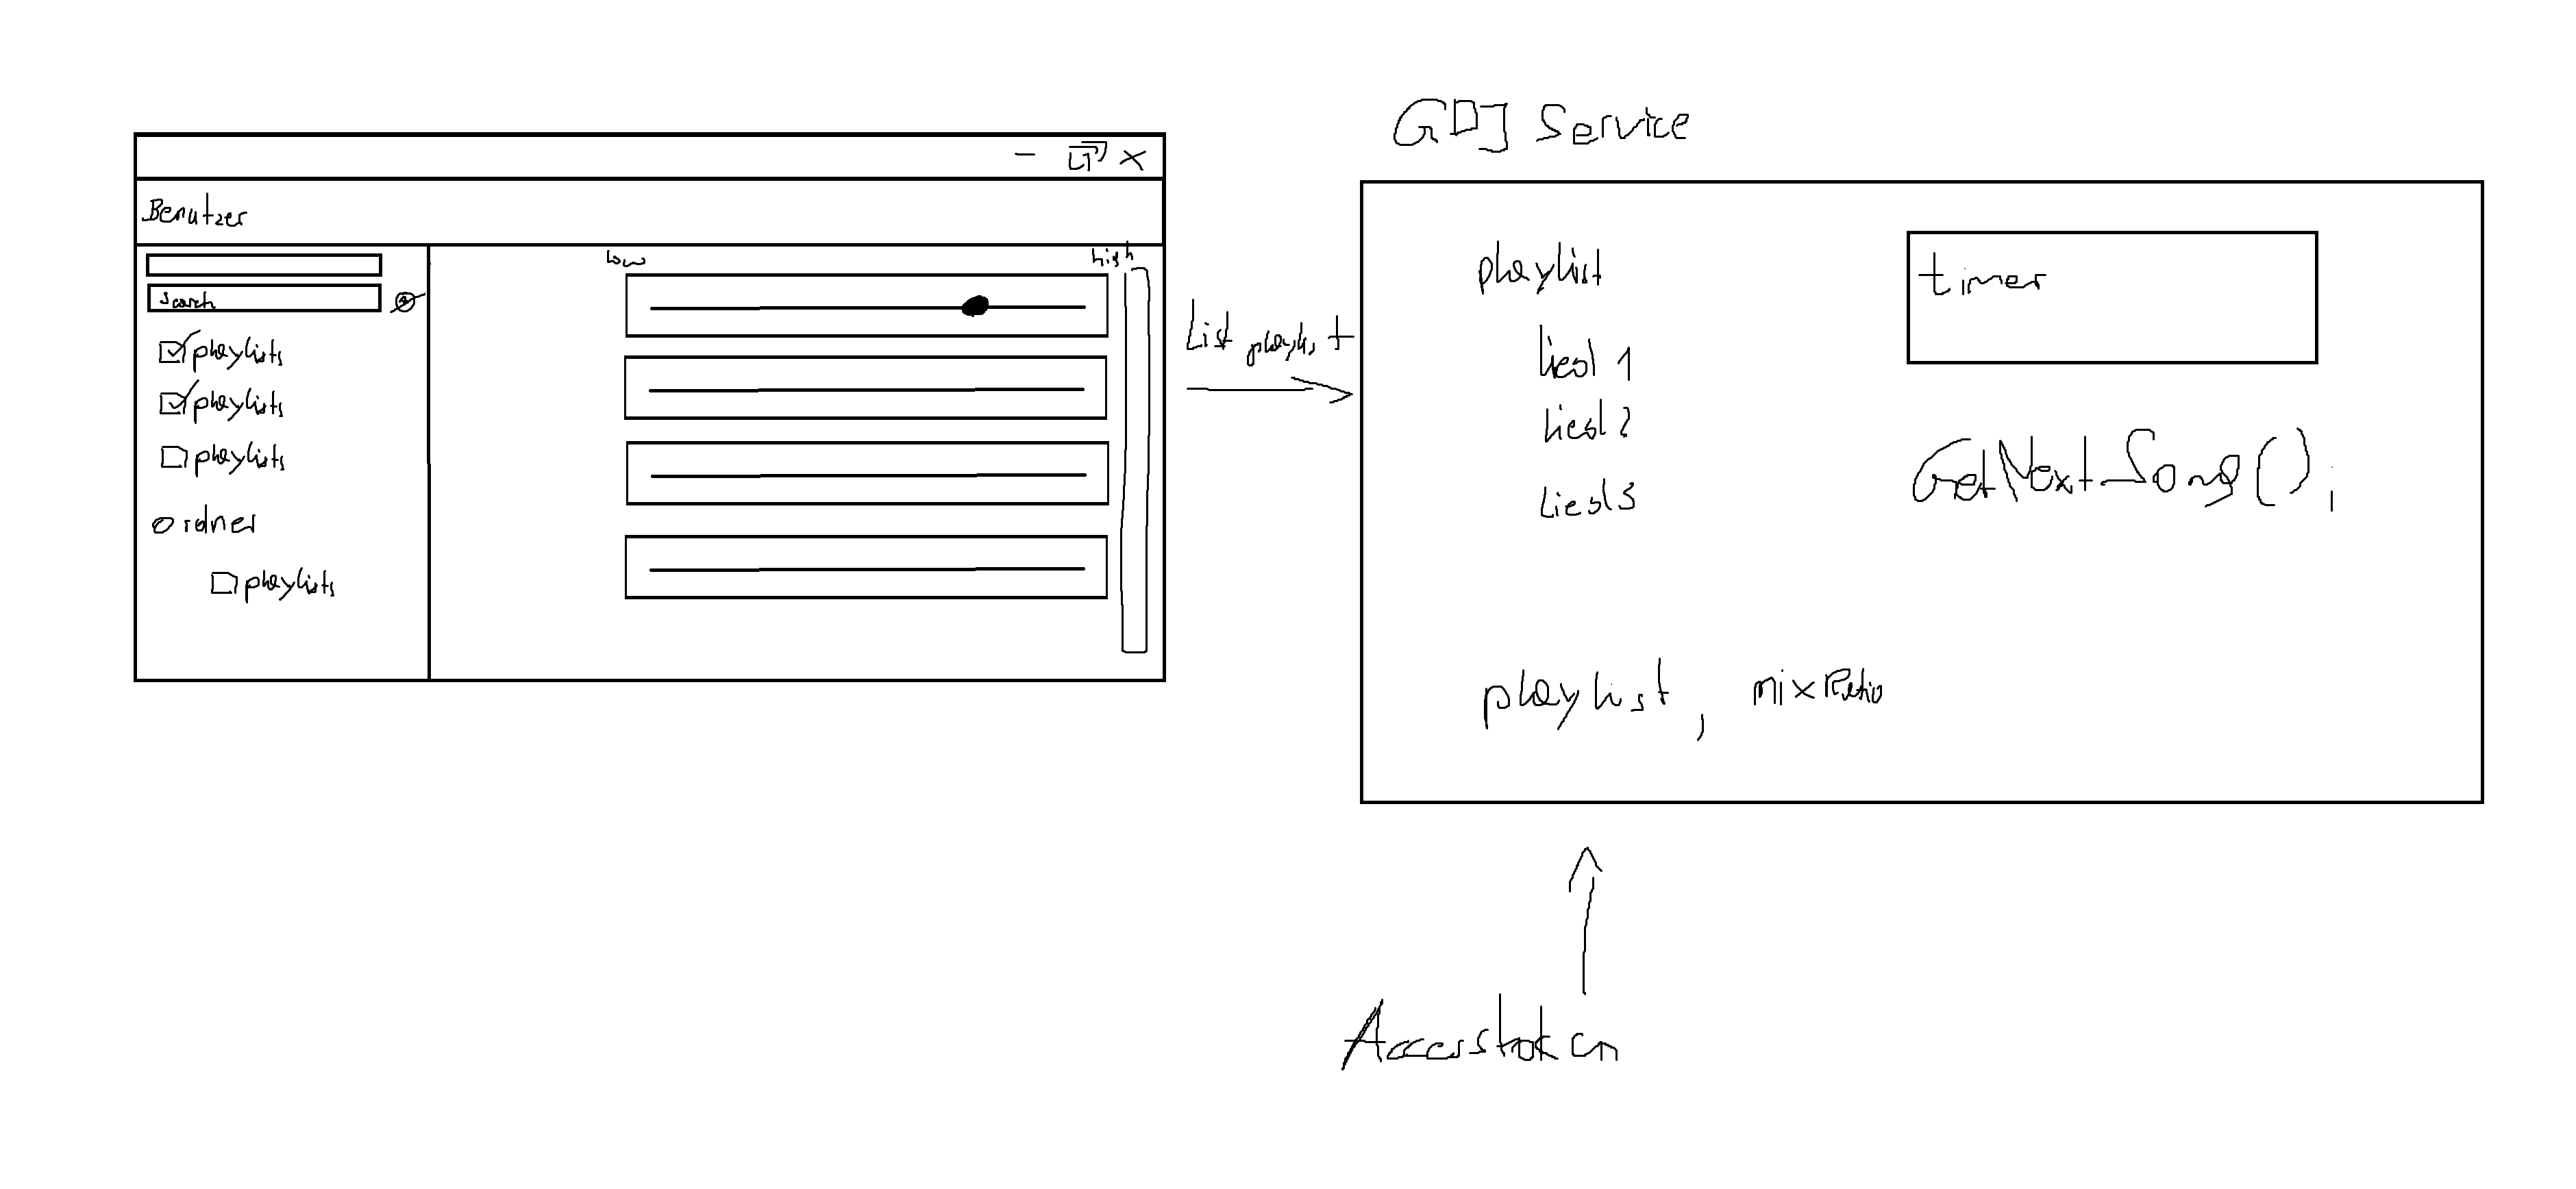 GDJ Service
Benutzer
low high
search
playlists
playlists
playlists
Ordner
playlists
List playlist
playlist
Lied 1
Lied 2
Lied 3
timer
GetNext_Song();
playlist, mixRatio
Accesstoken